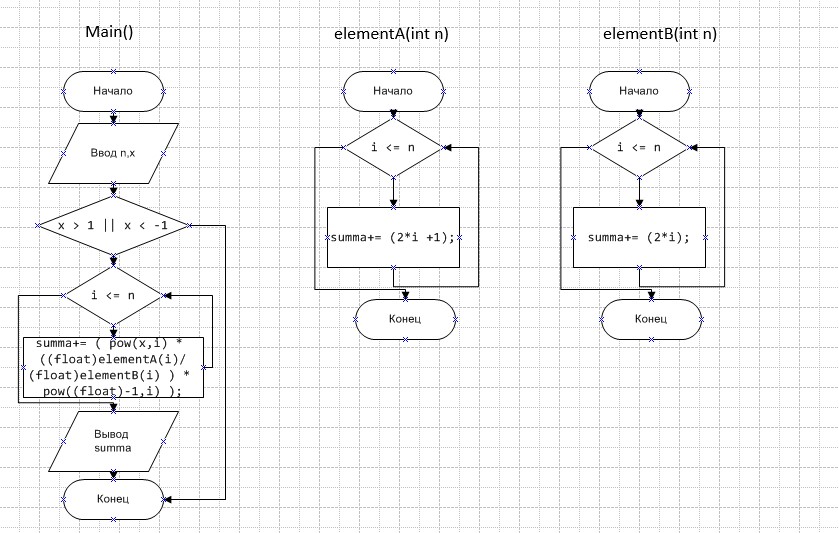 Main()
Начало
Ввод n,x
x > 1 || x < -1
i <= n
summa+= ( pow(x,i) *
((float)elementA(i)/
(float)elementB(i) ) *
pow((float)-1,i) );
Вывод
summa
Конец
elementA(int n)
Начало
i <= n
summa+= (2*i +1);
Конец
elementB(int n)
Начало
i <= n
summa+= (2*i);
Конец